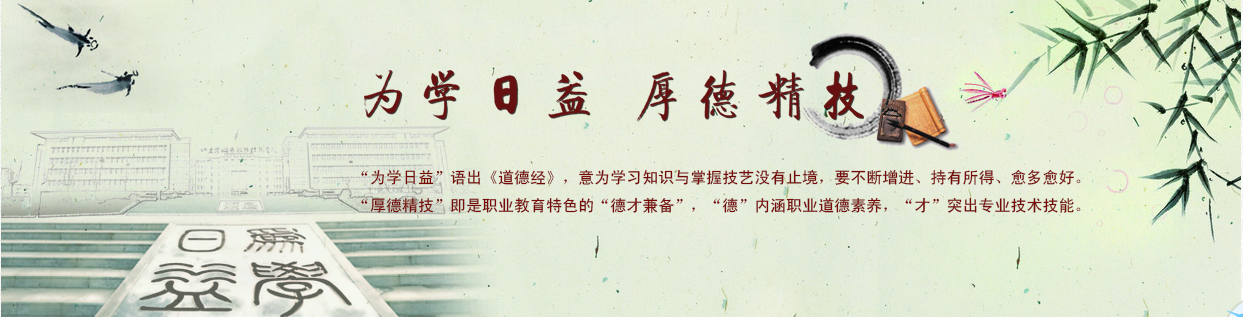 为学日益 厚德精技
“为学日益”语出《道德经》，意为学习知识与掌握技艺没有止境，要不断增进、持有所得、愈多愈好。
“厚德精技”即是职业教育特色的“德才兼备”，“德”内涵职业道德素养，“才”突出专业技术技能。
為學
日益